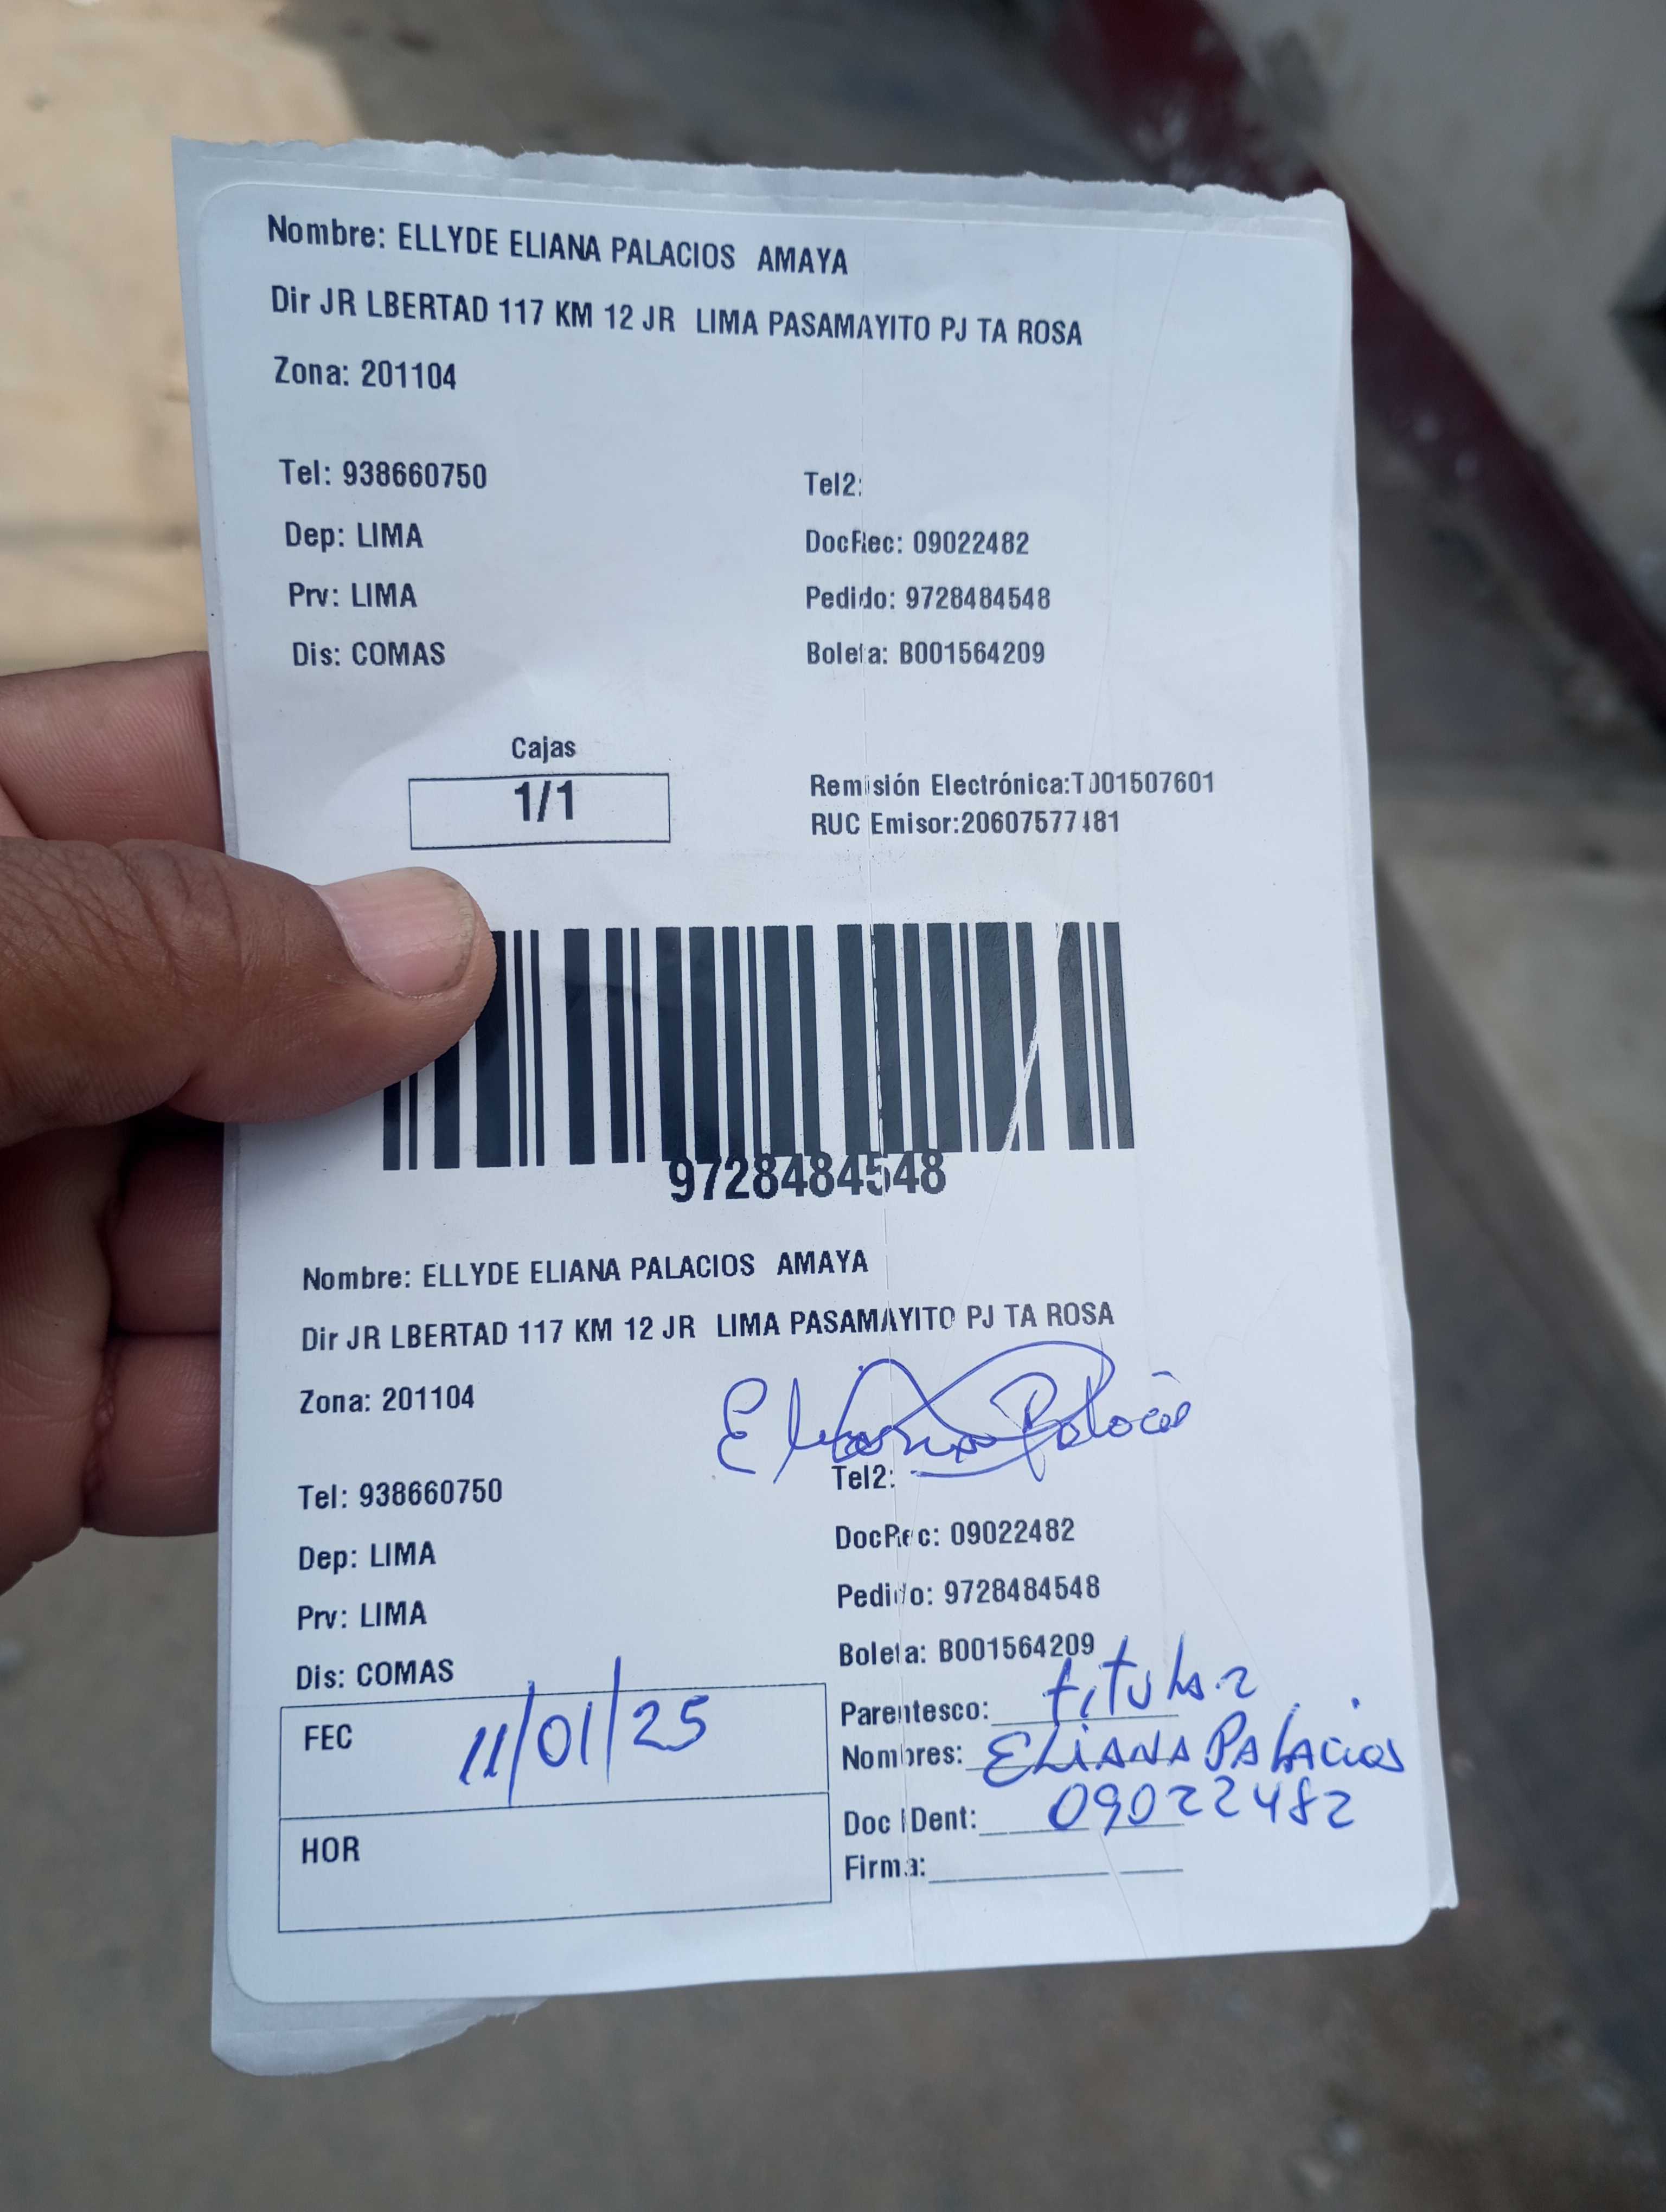 Nombre: ELLYDE ELIANA PALACIOS AMAYA
Dir JR LBERTAD 117 KM 12 JR LIMA PASAMAYITO PJ TA ROSA
Zona: 201104
Tel: 938660750 Tel2:
Dep: LIMA DocRec: 09022482
Prv: LIMA Pedido: 9728484548
Dis: COMAS Boleta: B001564209
Cajas
1/1
Remisión Electrónica:T001507601
RUC Emisor:20607577481
9728484548
Nombre: ELLYDE ELIANA PALACIOS AMAYA
Dir JR LBERTAD 117 KM 12 JR LIMA PASAMAYITO PJ TA ROSA
Zona: 201104
Eliana Palacios
Tel: 938660750 Tel2:
Dep: LIMA DocRec: 09022482
Prv: LIMA Pedido: 9728484548
Dis: COMAS Boleta: B001564209
FEC 11/01/25
HOR
Parentesco: titular
Nombres: ELIANA PALACIOS
Doc IDent: 09022482
Firma: